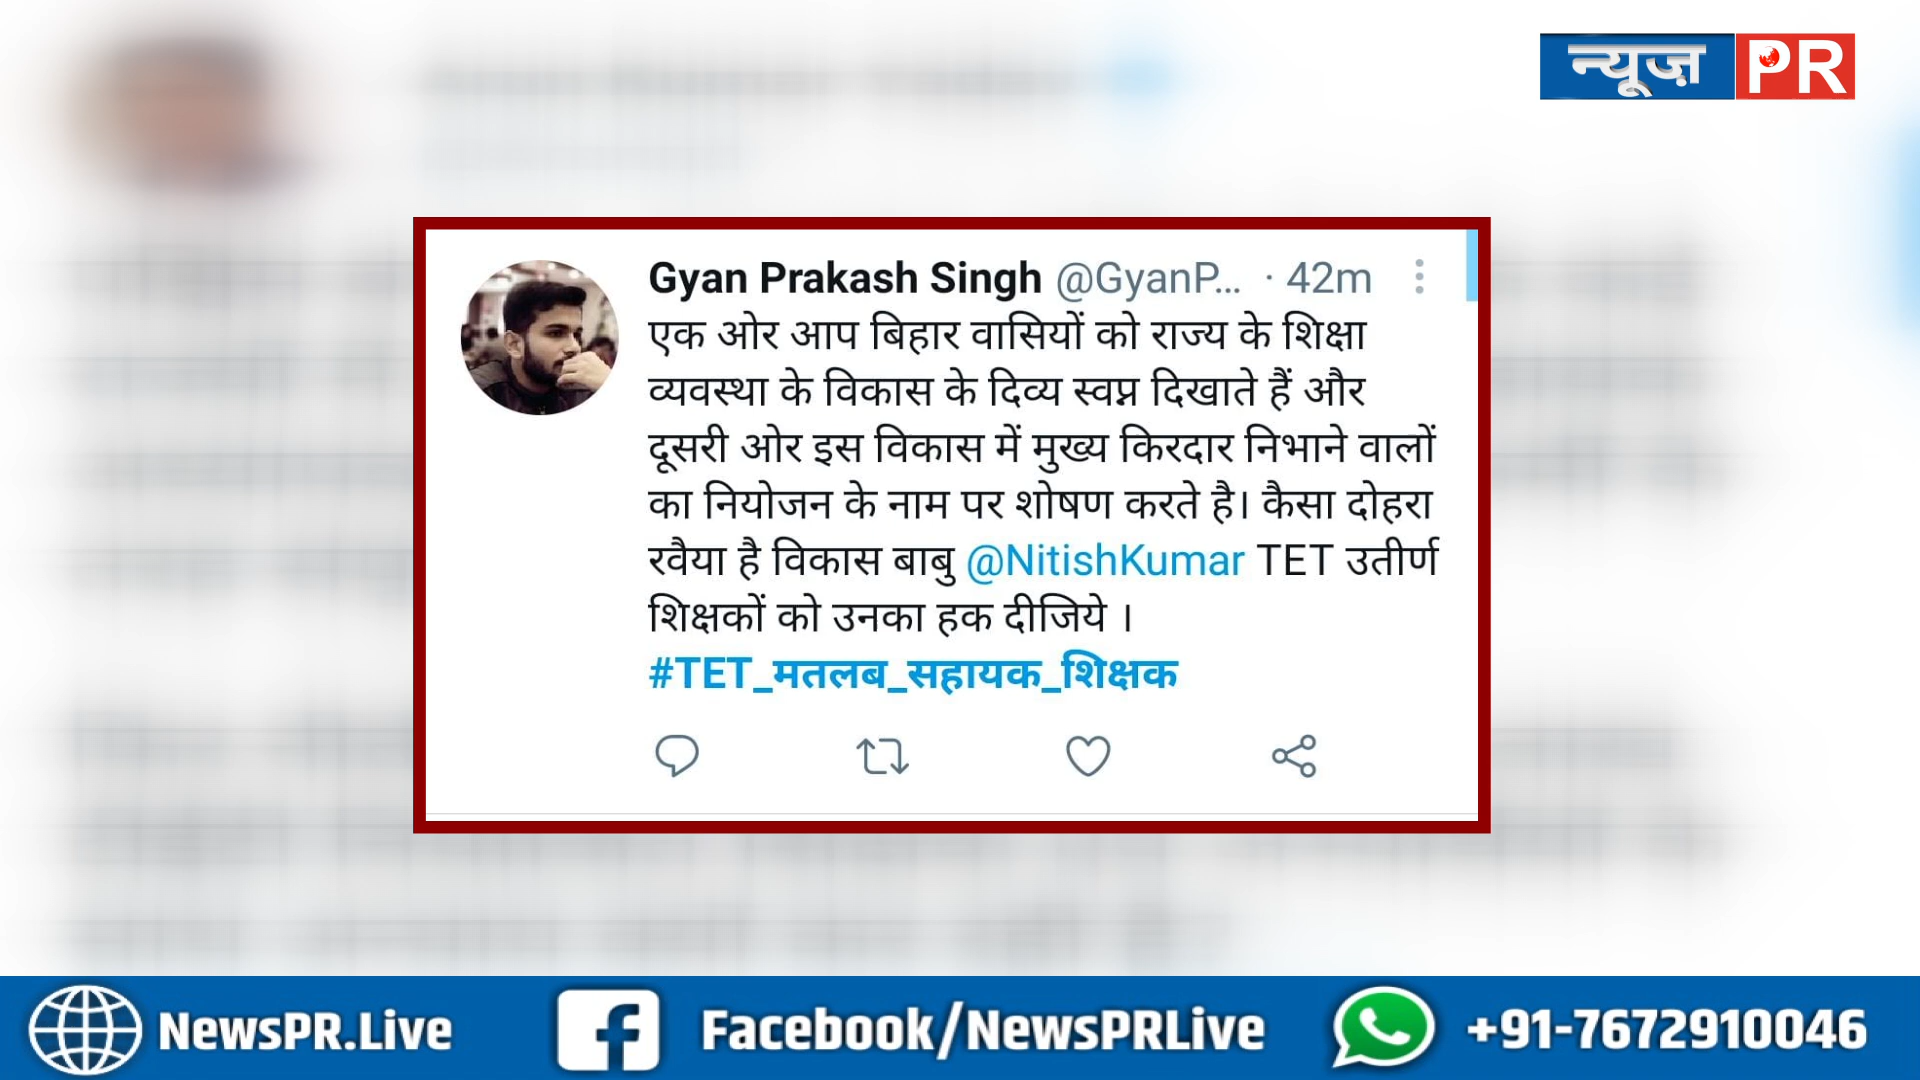 न्यूज़ PR
Gyan Prakash Singh @GyanP... · 42m
एक ओर आप बिहार वासियों को राज्य के शिक्षा
व्यवस्था के विकास के दिव्य स्वप्न दिखाते हैं और
दूसरी ओर इस विकास में मुख्य किरदार निभाने वालों
का नियोजन के नाम पर शोषण करते है। कैसा दोहरा
रवैया है विकास बाबु @NitishKumar TET उतीर्ण
शिक्षकों को उनका हक दीजिये ।
#TET_मतलब_सहायक_शिक्षक
NewsPR.Live
Facebook/NewsPRLive
+91-7672910046